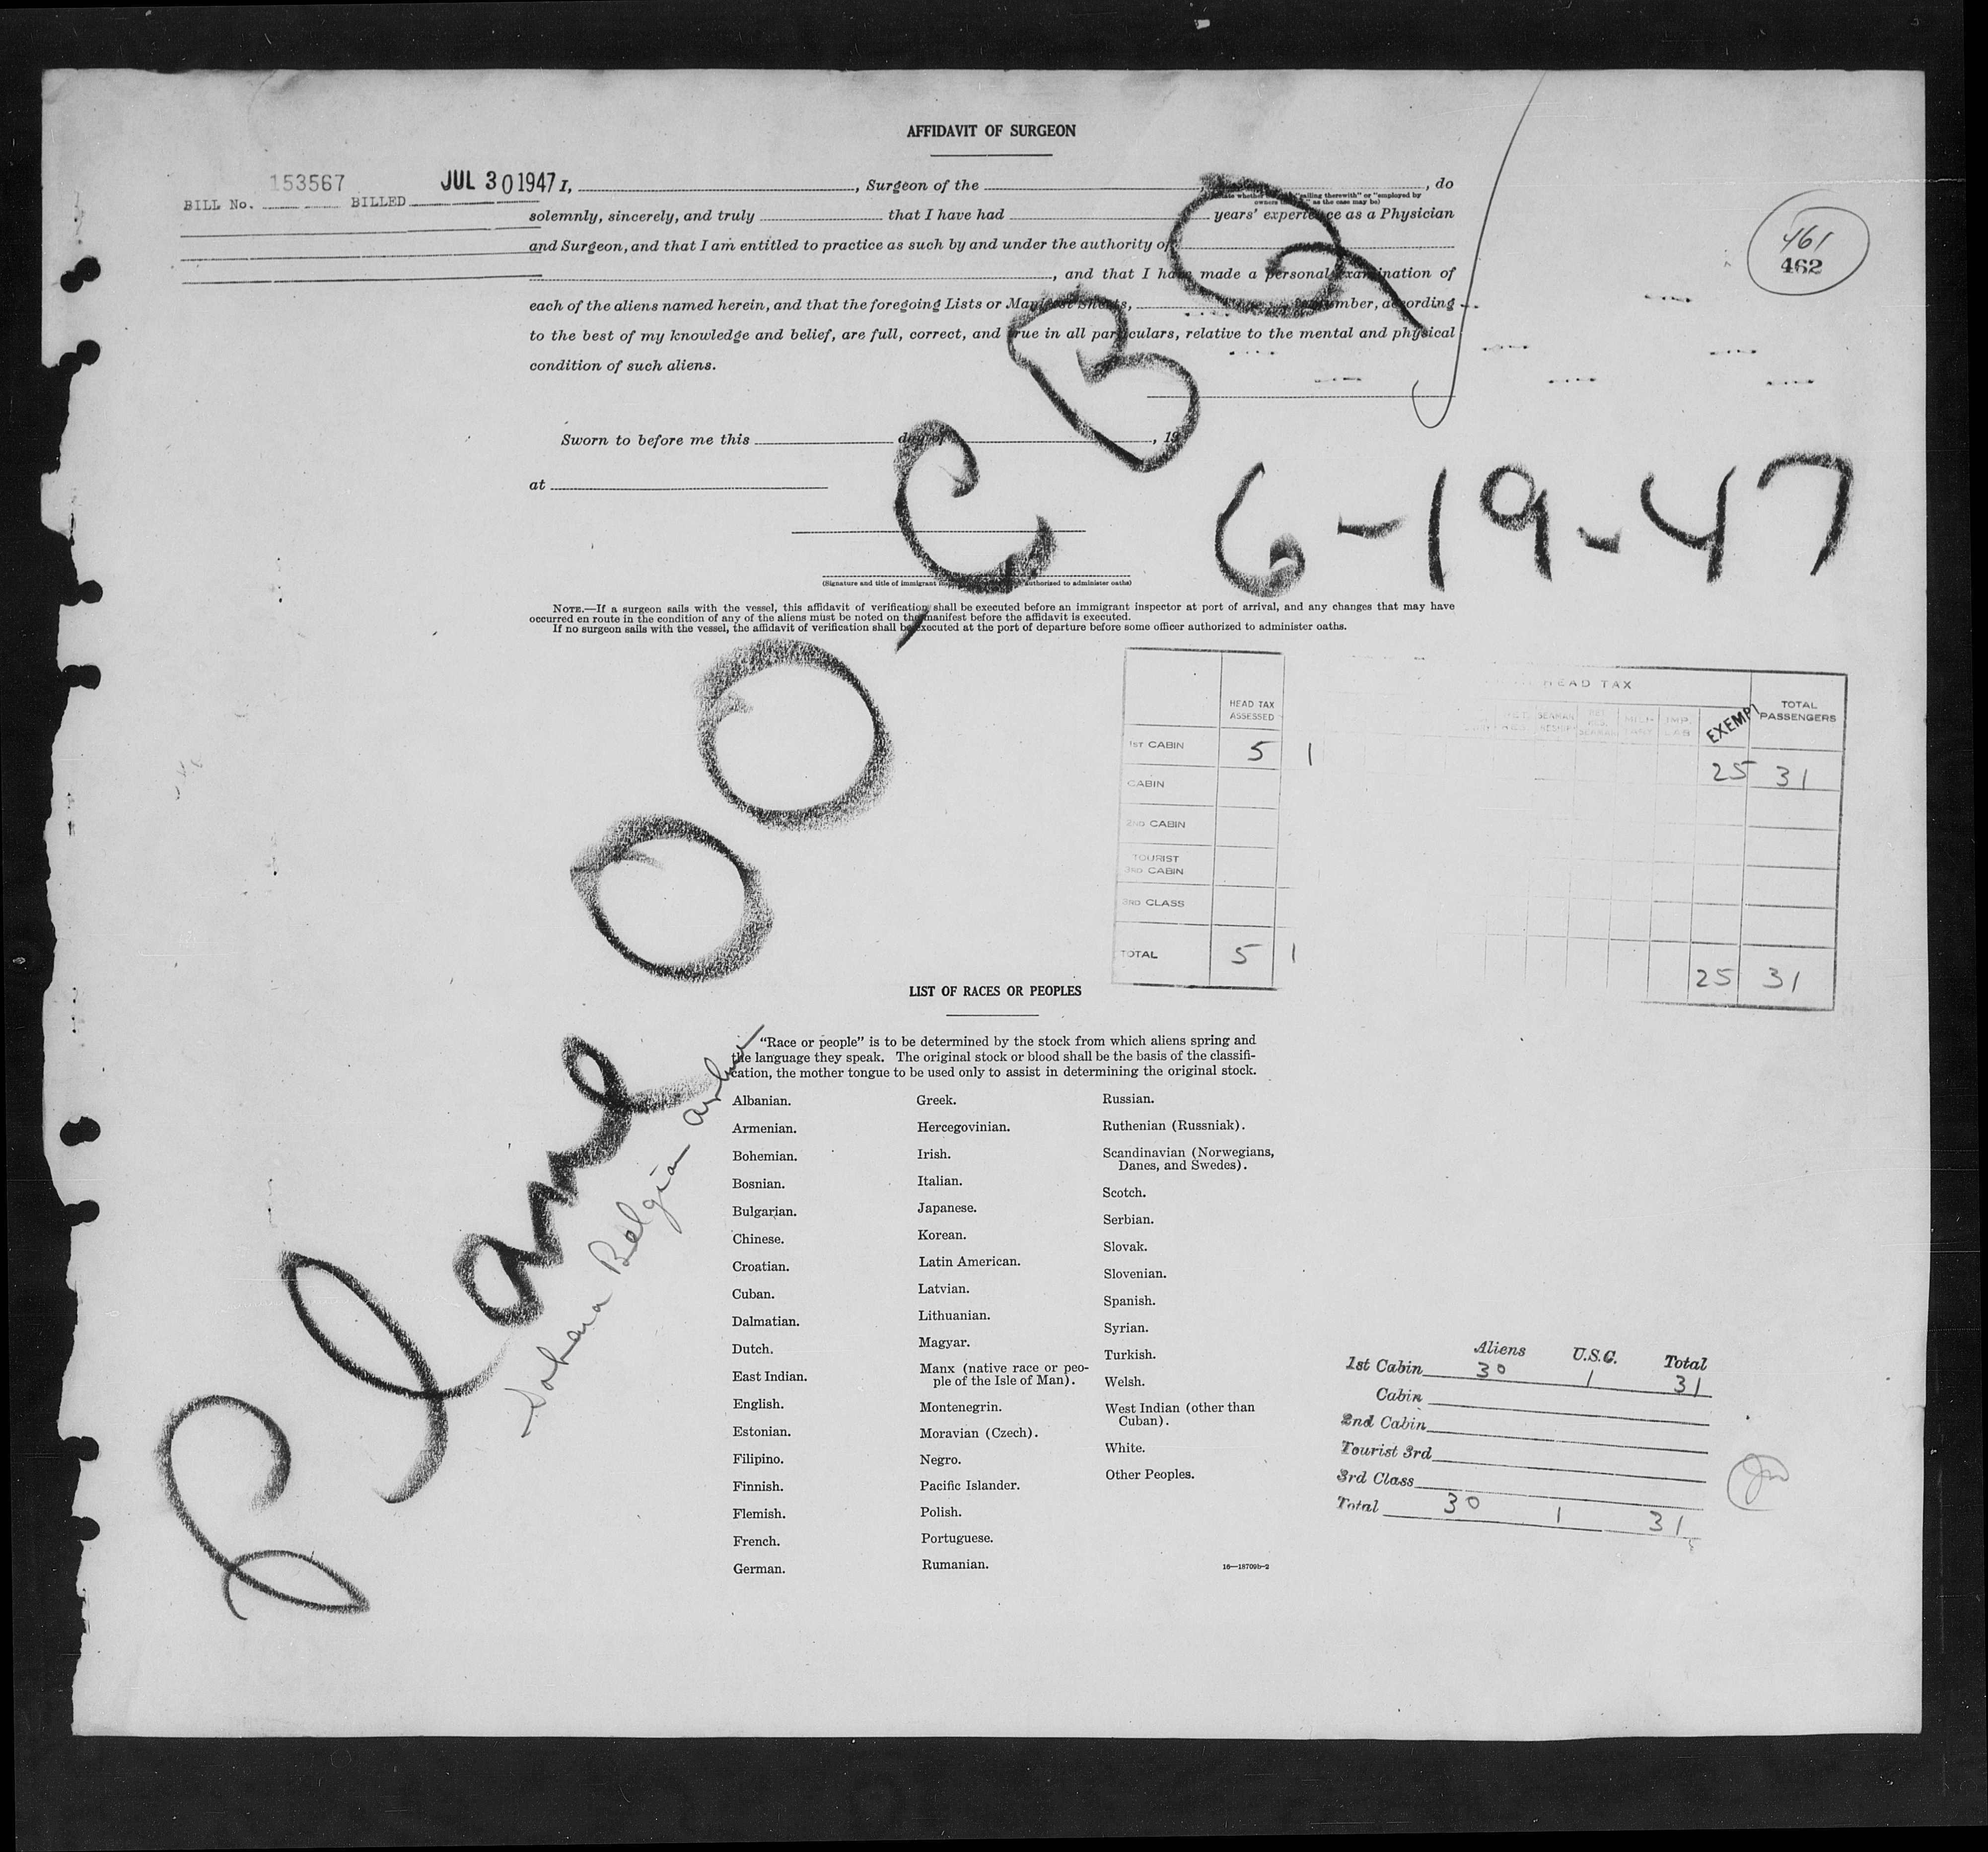 AFFIDAVIT OF SURGEON
BILL No. 153567 BILLED JUL 30 1947
I, , Surgeon of the , do
solemnly, sincerely, and truly that I have had years' experience as a Physician
and Surgeon, and that I am entitled to practice as such by and under the authority of
, and that I have made a personal examination of
each of the aliens named herein, and that the foregoing Lists or Manifest Sheets, number, according
to the best of my knowledge and belief, are full, correct, and true in all particulars, relative to the mental and physical
condition of such aliens.
461
462
Sworn to before me this day of , 19
at
(Signature and title of immigrant authorized to administer oaths)
NOTE.—If a surgeon sails with the vessel, this affidavit of verification shall be executed before an immigrant inspector at port of arrival, and any changes that may have
occurred en route in the condition of any of the aliens must be noted on the manifest before the affidavit is executed.
If no surgeon sails with the vessel, the affidavit of verification shall be executed at the port of departure before some officer authorized to administer oaths.
Plane OO, CBQ
6-19-47
Sabena Belgian
HEAD TAX
ASSESSED
HEAD TAX
EXEMPT
TOTAL
PASSENGERS
1ST CABIN 5 1 25 31
CABIN
2ND CABIN
TOURIST
3RD CABIN
3RD CLASS
TOTAL 5 1 25 31
LIST OF RACES OR PEOPLES
"Race or people" is to be determined by the stock from which aliens spring and
the language they speak. The original stock or blood shall be the basis of the classifi-
cation, the mother tongue to be used only to assist in determining the original stock.
Albanian.
Armenian.
Bohemian.
Bosnian.
Bulgarian.
Chinese.
Croatian.
Cuban.
Dalmatian.
Dutch.
East Indian.
English.
Estonian.
Filipino.
Finnish.
Flemish.
French.
German.
Greek.
Hercegovinian.
Irish.
Italian.
Japanese.
Korean.
Latin American.
Latvian.
Lithuanian.
Magyar.
Manx (native race or peo-
ple of the Isle of Man).
Montenegrin.
Moravian (Czech).
Negro.
Pacific Islander.
Polish.
Portuguese.
Rumanian.
Russian.
Ruthenian (Russniak).
Scandinavian (Norwegians,
Danes, and Swedes).
Scotch.
Serbian.
Slovak.
Slovenian.
Spanish.
Syrian.
Turkish.
Welsh.
West Indian (other than
Cuban).
White.
Other Peoples.
16—18709b-2
Aliens U.S.C. Total
1st Cabin 30 1 31
Cabin
2nd Cabin
Tourist 3rd
3rd Class
Total 30 1 31